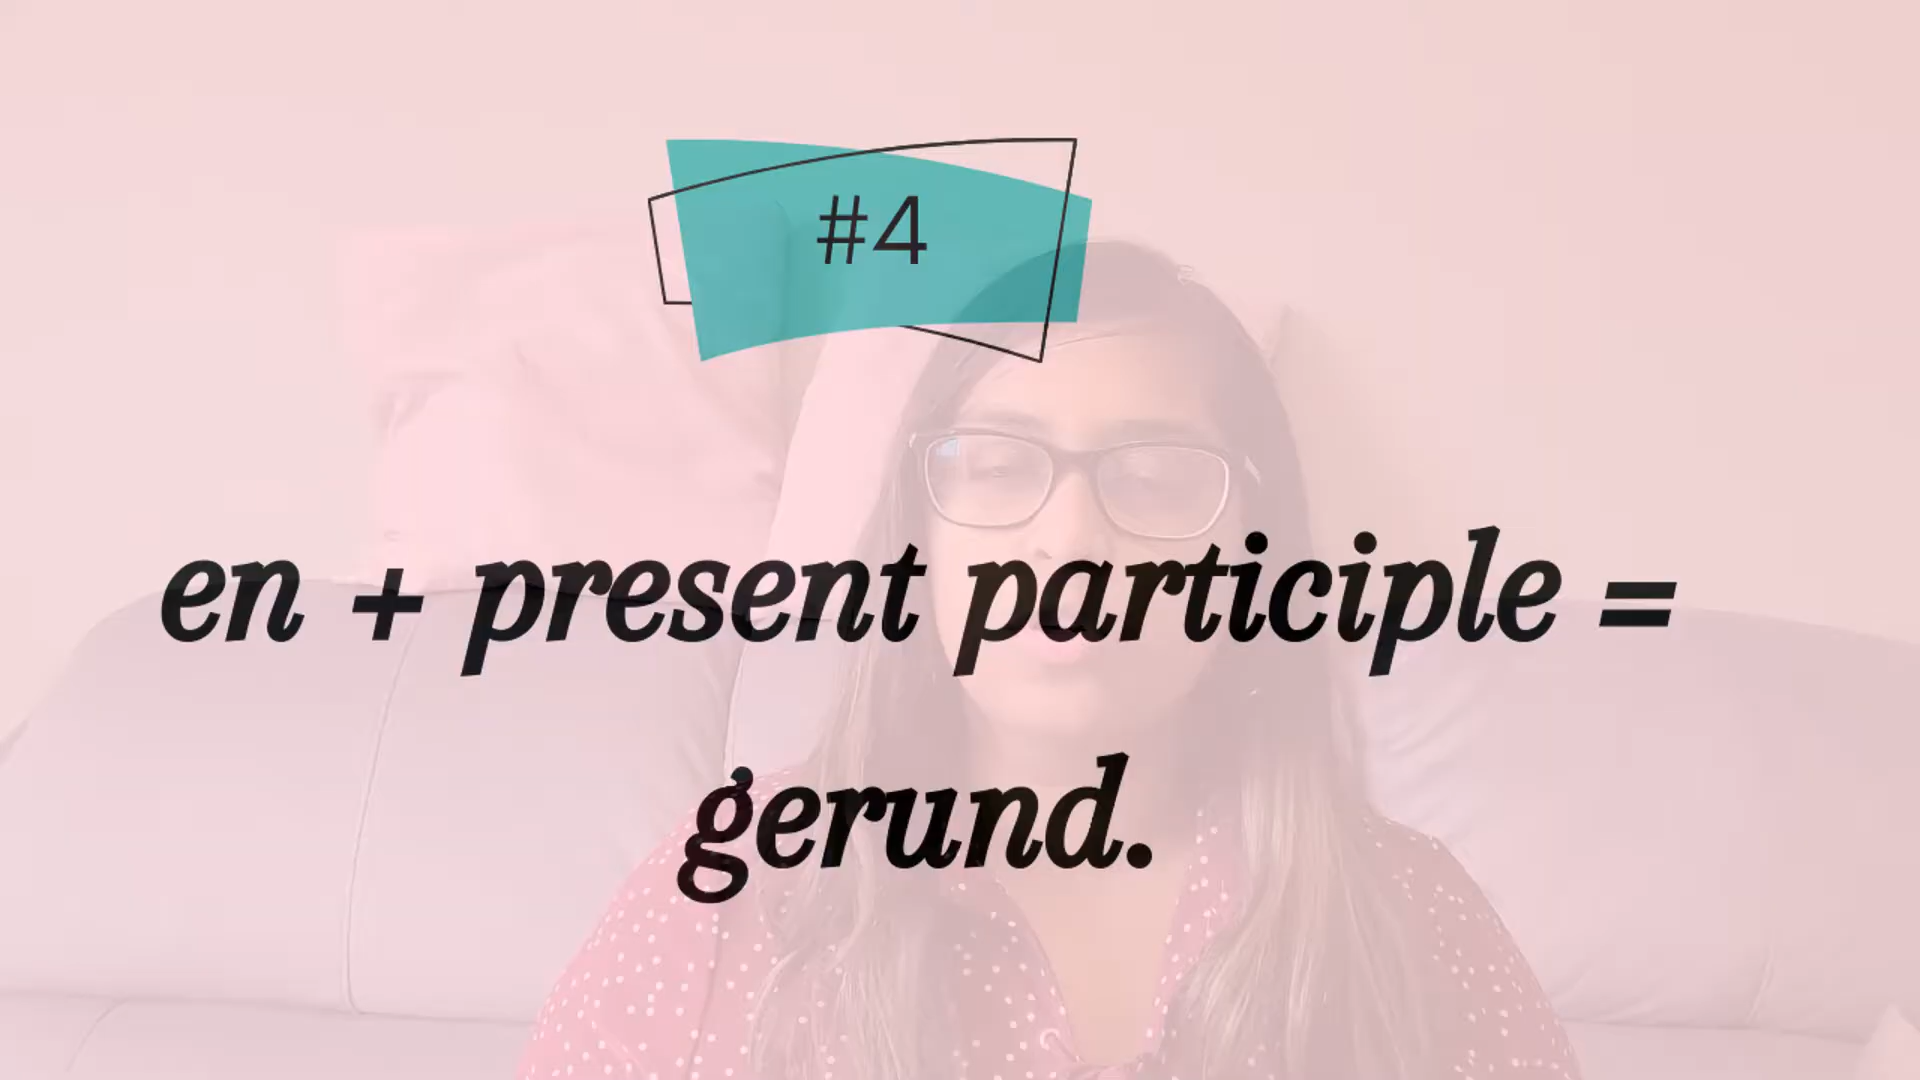 #4
en + present participle =
gerund.